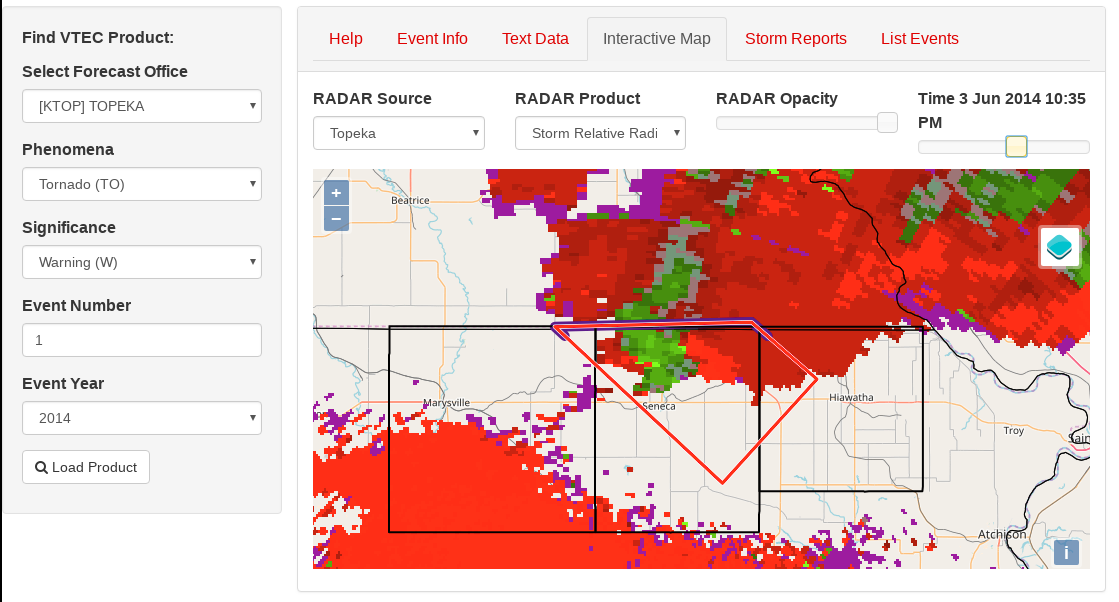 Find VTEC Product:
Select Forecast Office
[KTOP] TOPEKA
Phenomena
Tornado (TO)
Significance
Warning (W)
Event Number
1
Event Year
2014
Load Product
Help Event Info Text Data Interactive Map Storm Reports List Events
RADAR Source RADAR Product RADAR Opacity Time 3 Jun 2014 10:35
PM
Topeka Storm Relative Radi
+
−
Beatrice
Marysville
Seneca
Hiawatha
Troy
Sain
Atchison
i